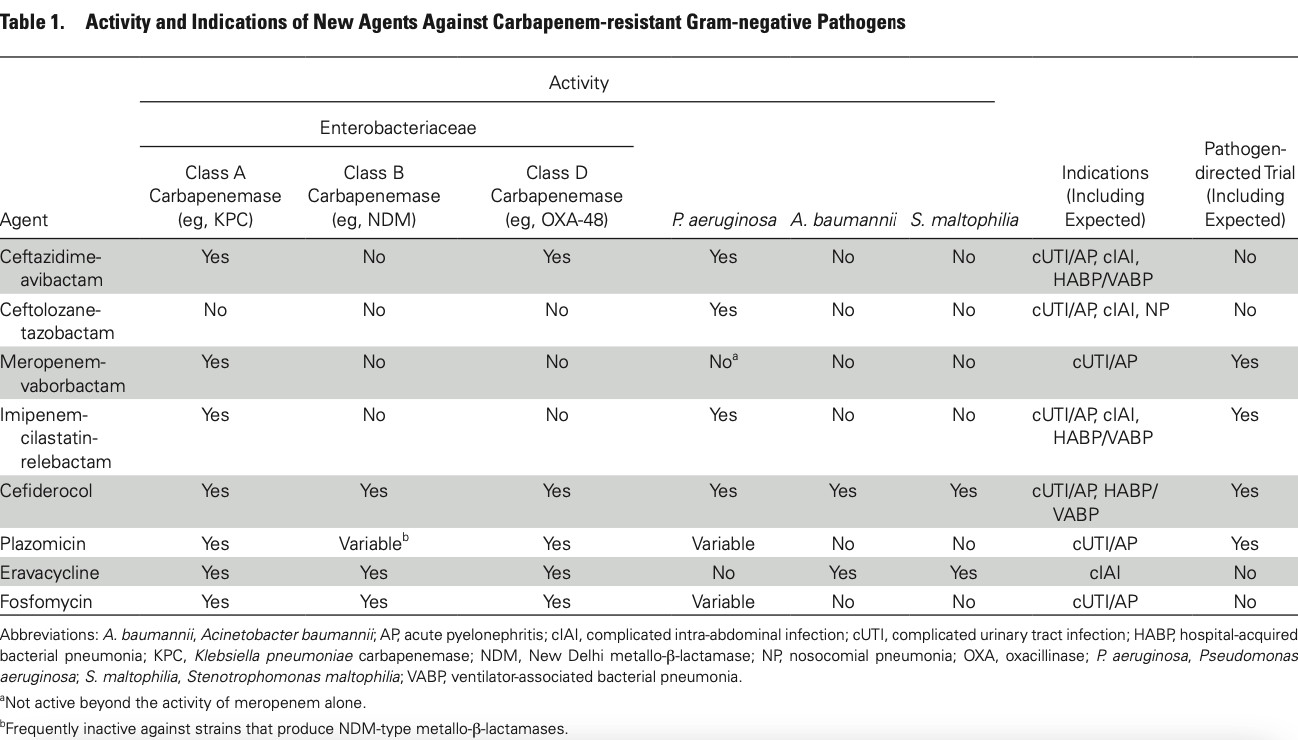 Table 1. Activity and Indications of New Agents Against Carbapenem-resistant Gram-negative Pathogens
Activity
Enterobacteriaceae
Agent
Class A
Carbapenemase
(eg, KPC)
Class B
Carbapenemase
(eg, NDM)
Class D
Carbapenemase
(eg, OXA-48)
P. aeruginosa
A. baumannii
S. maltophilia
Indications
(Including
Expected)
Pathogen-
directed Trial
(Including
Expected)
Ceftazidime- Yes No Yes Yes No No cUTI/AP, cIAI, No
avibactam HABP/VABP
Ceftolozane- No No No Yes No No cUTI/AP, cIAI, NP No
tazobactam
Meropenem- Yes No No Noᵃ No No cUTI/AP Yes
vaborbactam
Imipenem- Yes No No Yes No No cUTI/AP, cIAI, Yes
cilastatin- HABP/VABP
relebactam
Cefiderocol Yes Yes Yes Yes Yes Yes cUTI/AP, HABP/ Yes
VABP
Plazomicin Yes Variableᵇ Yes Variable No No cUTI/AP Yes
Eravacycline Yes Yes Yes No Yes Yes cIAI No
Fosfomycin Yes Yes Yes Variable No No cUTI/AP No
Abbreviations: A. baumannii, Acinetobacter baumannii; AP, acute pyelonephritis; cIAI, complicated intra-abdominal infection; cUTI, complicated urinary tract infection; HABP, hospital-acquired
bacterial pneumonia; KPC, Klebsiella pneumoniae carbapenemase; NDM, New Delhi metallo-β-lactamase; NP, nosocomial pneumonia; OXA, oxacillinase; P. aeruginosa, Pseudomonas
aeruginosa; S. maltophilia, Stenotrophomonas maltophilia; VABP, ventilator-associated bacterial pneumonia.
ᵃNot active beyond the activity of meropenem alone.
ᵇFrequently inactive against strains that produce NDM-type metallo-β-lactamases.